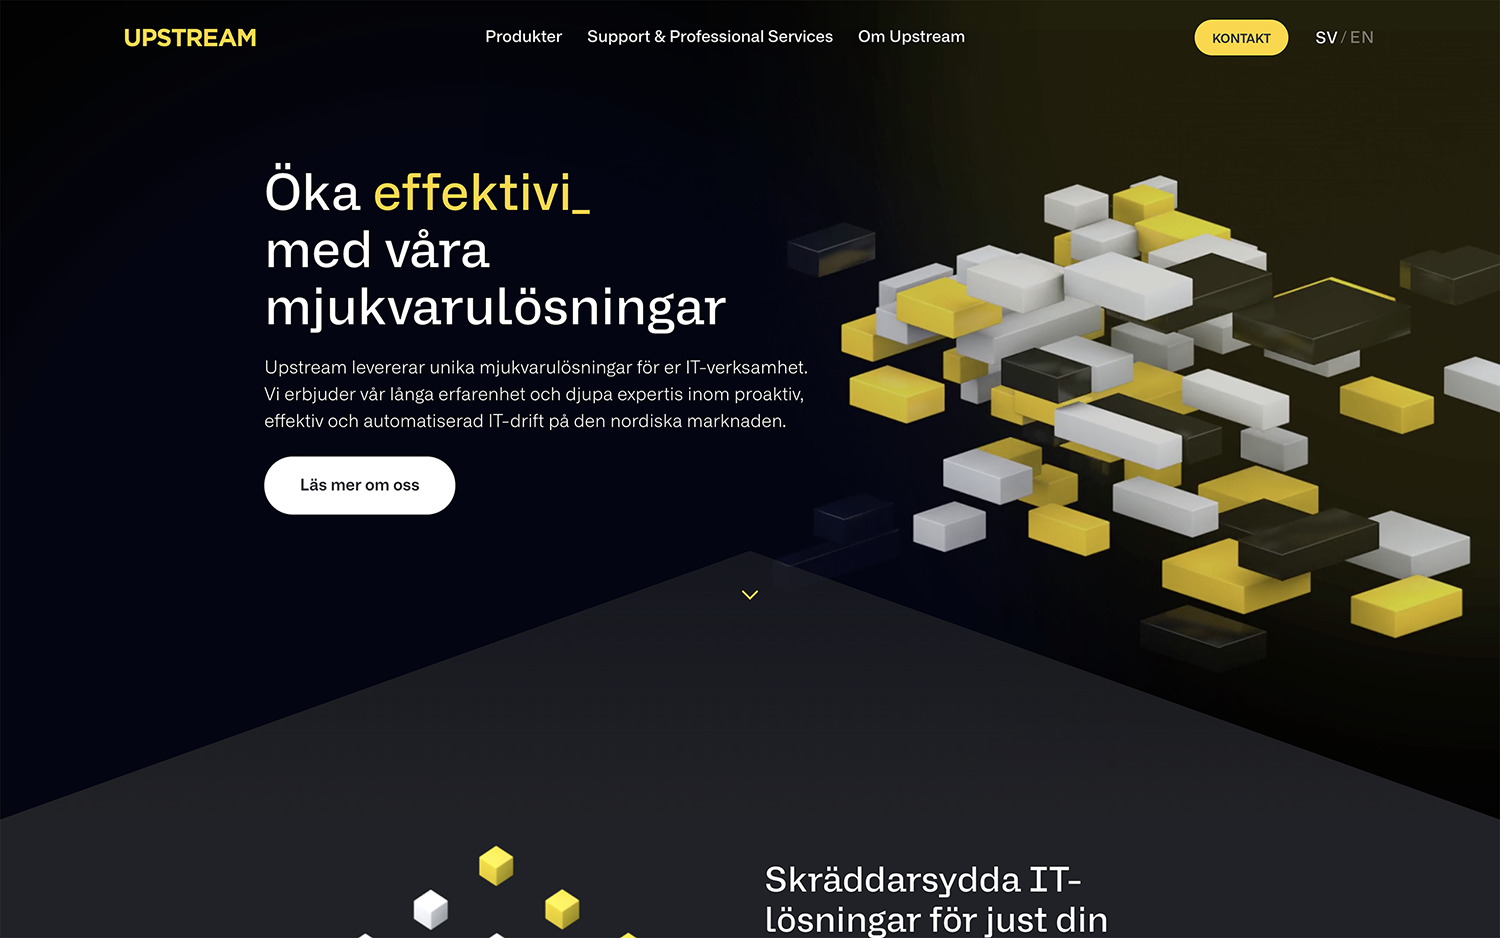 UPSTREAM
Produkter
Support & Professional Services
Om Upstream
KONTAKT
SV / EN
Öka effektivi_
med våra
mjukvarulösningar
Upstream levererar unika mjukvarulösningar för er IT-verksamhet.
Vi erbjuder vår långa erfarenhet och djupa expertis inom proaktiv,
effektiv och automatiserad IT-drift på den nordiska marknaden.
Läs mer om oss
Skräddarsydda IT-
lösningar för just din